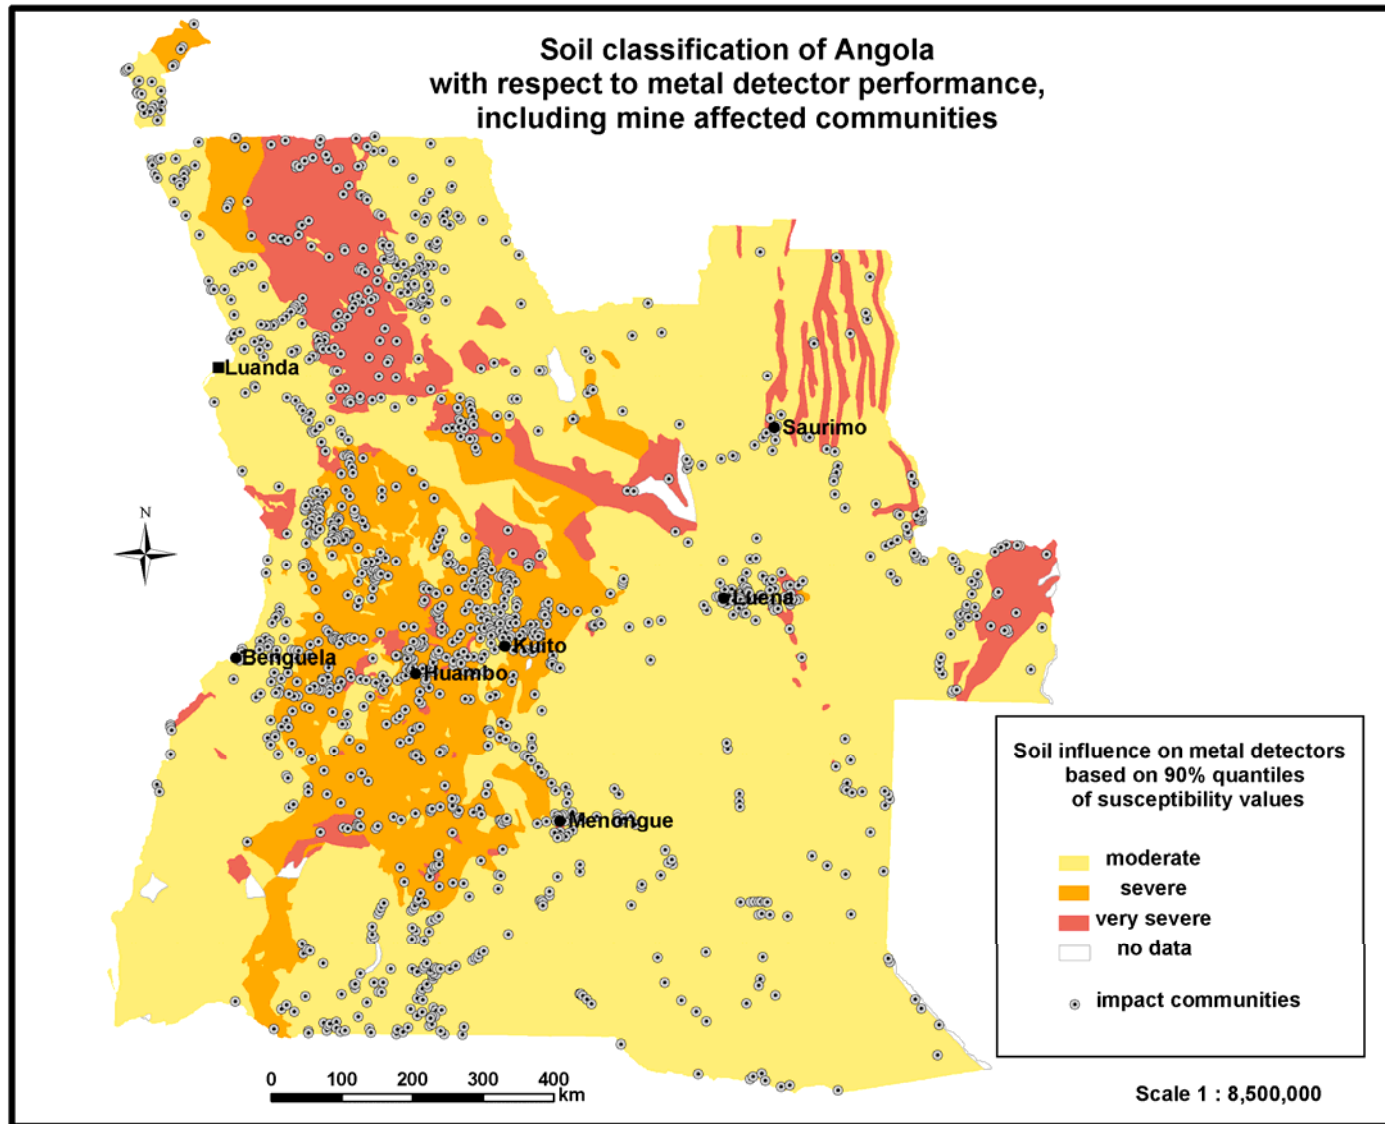 Soil classification of Angola
with respect to metal detector performance,
including mine affected communities
N
Luanda
Saurimo
Luena
Kuito
Benguela
Huambo
Menongue
Soil influence on metal detectors
based on 90% quantiles
of susceptibility values
moderate
severe
very severe
no data
impact communities
0 100 200 300 400
km
Scale 1 : 8,500,000